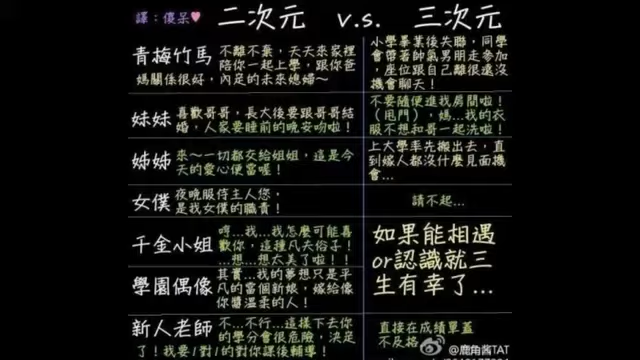 譯：傻呆♥
二次元 v.s. 三次元
青梅竹馬
不離不棄，天天來家裡
陪你一起上學，跟你爸
媽關係很好，內足的未來媳婦～
小學畢業後失聯，同學
會帶著帥氣男朋走參加
，座位跟自己離很遠沒
機會聊天！
妹妹
喜歡哥哥，長大後要跟哥哥結
婚，人家要睡前的晚安吻啦！
不要隨便進我房間啦！
（甩門），媽…我的衣
服不想和哥一起洗啦！
姊姊
來～一切都交給姐姐，這是今
天的愛心便當喔！
上大學率先搬出去，直
到嫁人都沒什麼見面機
會…
女僕
夜晚服侍主人您，
是我女僕的職責！
請不起…
千金小姐
哼…我…我怎麼可能喜
歡你，這種凡夫俗子！
…想…想太美了啦！！
如果能相遇
or認識就三
生有幸了…
學園偶像
其實…我的夢想只是平
凡的當個新娘，嫁給像
你醬溫柔的人！
新人老師
不…不行…這樣下去你
的學分會很危險，決定
了！我要1對1的對你課後輔導！
直接在成績單蓋
不及格
@鹿角酱TAT